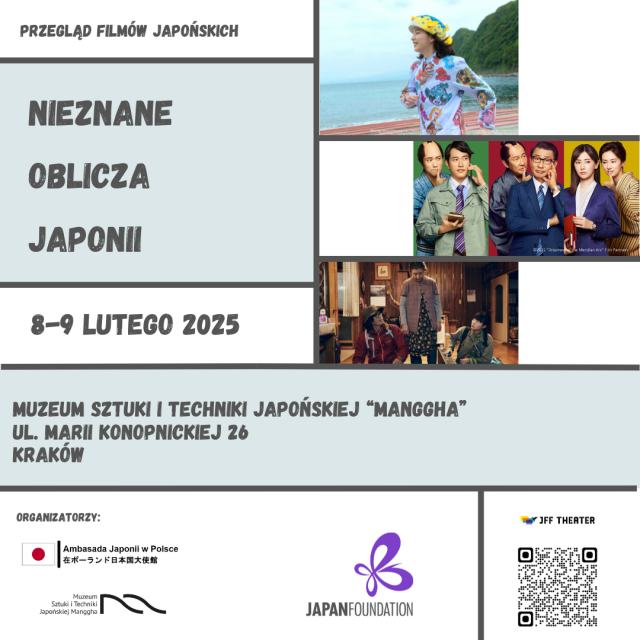 PRZEGLĄD FILMÓW JAPOŃSKICH
NIEZNANE
OBLICZA
JAPONII
8-9 LUTEGO 2025
MUZEUM SZTUKI I TECHNIKI JAPOŃSKIEJ “MANGGHA”
UL. MARII KONOPNICKIEJ 26
KRAKÓW
ORGANIZATORZY:
Ambasada Japonii w Polsce
在ポーランド日本国大使館
Muzeum
Sztuki i Techniki
Japońskiej Manggha
JAPANFOUNDATION
JFF THEATER